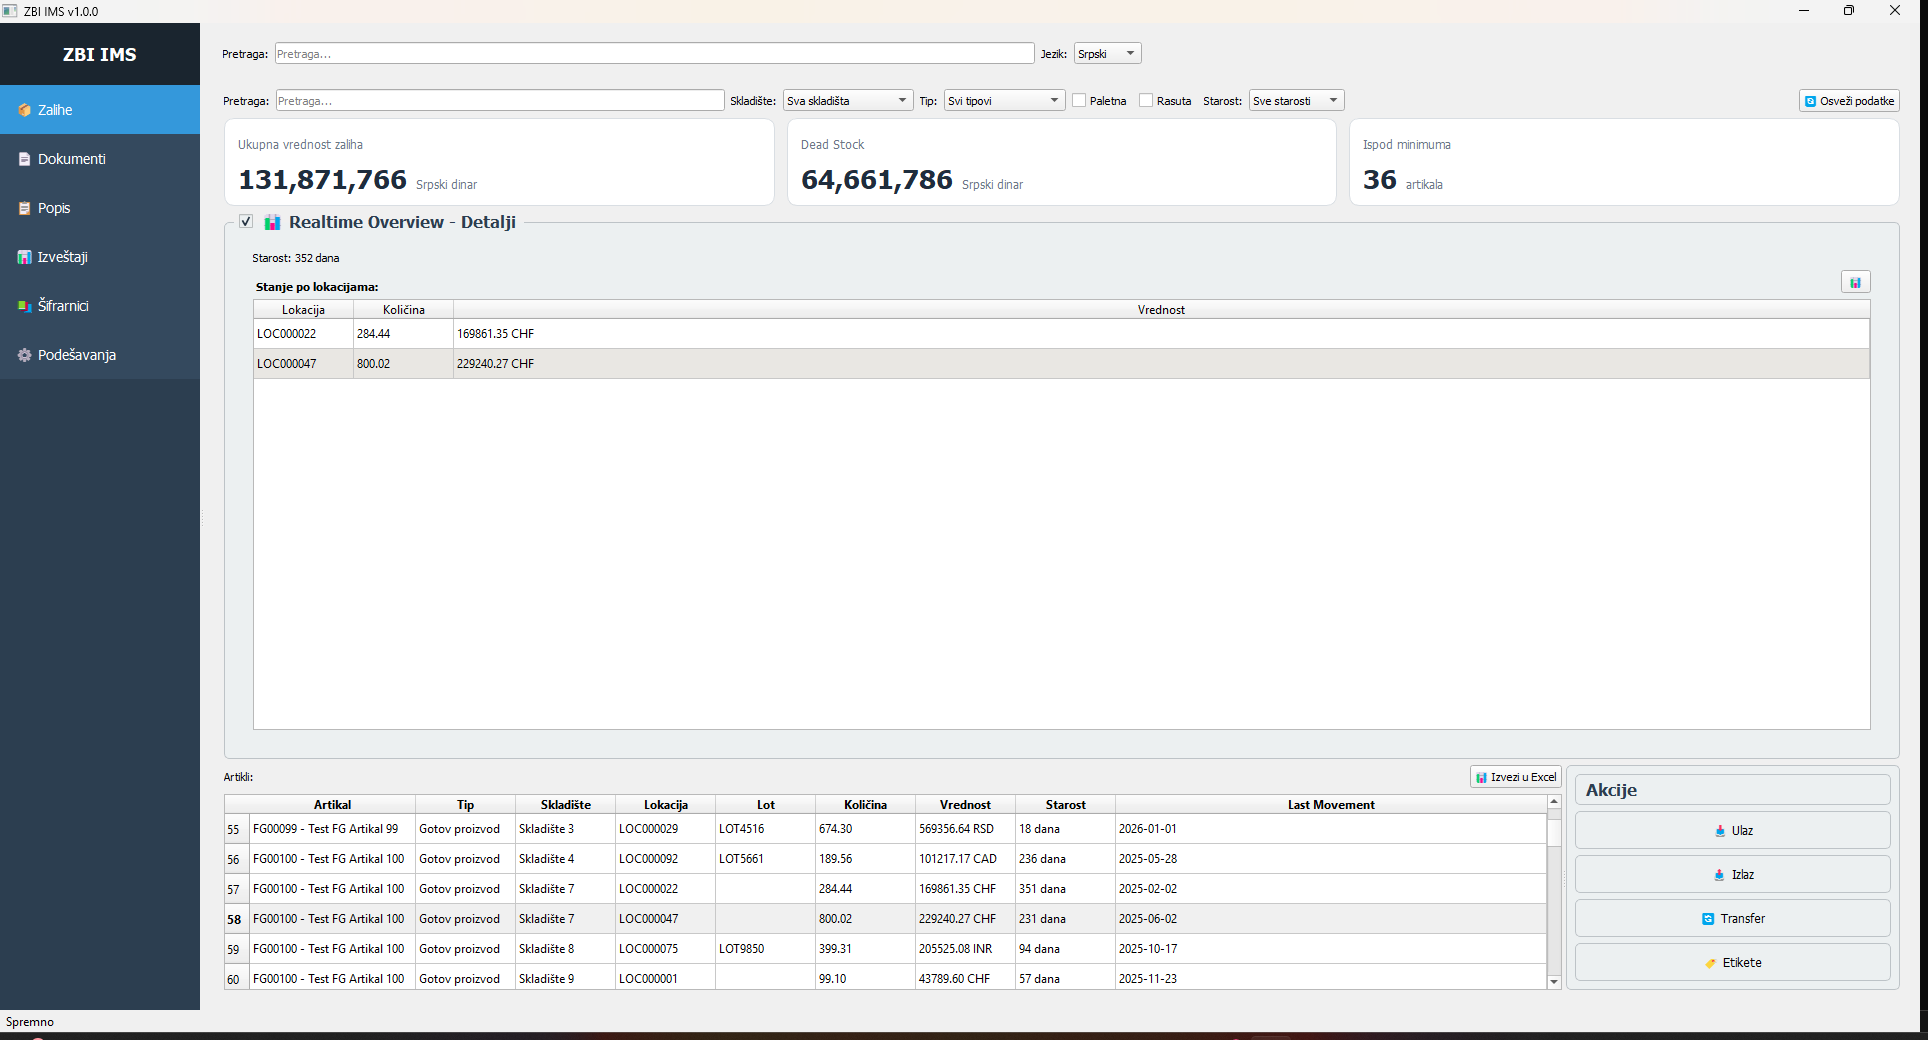 ZBI IMS v1.0.0
ZBI IMS
Zalihe
Dokumenti
Popis
Izveštaji
Šifrarnici
Podešavanja
Pretraga: Pretraga... Jezik: Srpski
Pretraga: Pretraga... Skladište: Sva skladišta Tip: Svi tipovi Paletna Rasuta Starost: Sve starosti Osveži podatke
Ukupna vrednost zaliha
131,871,766 Srpski dinar
Dead Stock
64,661,786 Srpski dinar
Ispod minimuma
36 artikala
Realtime Overview - Detalji
Starost: 352 dana
Stanje po lokacijama:
Lokacija Količina Vrednost
LOC000022 284.44 169861.35 CHF
LOC000047 800.02 229240.27 CHF
Artikli: Izvezi u Excel
Artikal Tip Skladište Lokacija Lot Količina Vrednost Starost Last Movement
55 FG00099 - Test FG Artikal 99 Gotov proizvod Skladište 3 LOC000029 LOT4516 674.30 569356.64 RSD 18 dana 2026-01-01
56 FG00100 - Test FG Artikal 100 Gotov proizvod Skladište 4 LOC000092 LOT5661 189.56 101217.17 CAD 236 dana 2025-05-28
57 FG00100 - Test FG Artikal 100 Gotov proizvod Skladište 7 LOC000022 284.44 169861.35 CHF 351 dana 2025-02-02
58 FG00100 - Test FG Artikal 100 Gotov proizvod Skladište 7 LOC000047 800.02 229240.27 CHF 231 dana 2025-06-02
59 FG00100 - Test FG Artikal 100 Gotov proizvod Skladište 8 LOC000075 LOT9850 399.31 205525.08 INR 94 dana 2025-10-17
60 FG00100 - Test FG Artikal 100 Gotov proizvod Skladište 9 LOC000001 99.10 43789.60 CHF 57 dana 2025-11-23
Akcije
Ulaz
Izlaz
Transfer
Etikete
Spremno